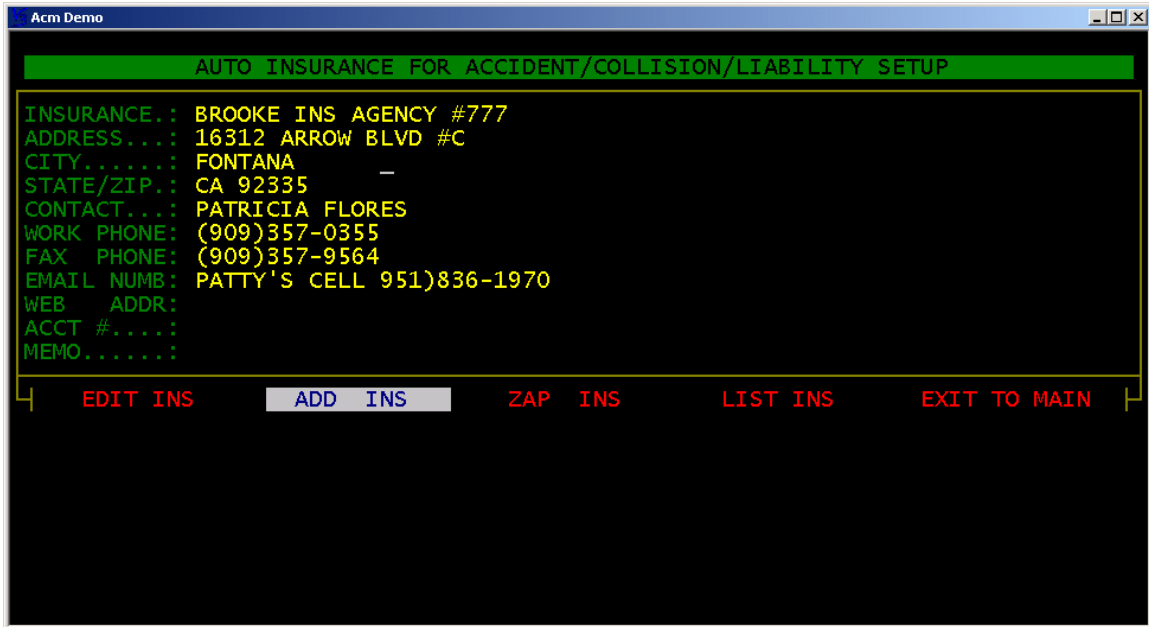 Acm Demo
AUTO INSURANCE FOR ACCIDENT/COLLISION/LIABILITY SETUP
INSURANCE.: BROOKE INS AGENCY #777
ADDRESS...: 16312 ARROW BLVD #C
CITY......: FONTANA _
STATE/ZIP.: CA 92335
CONTACT...: PATRICIA FLORES
WORK PHONE: (909)357-0355
FAX PHONE: (909)357-9564
EMAIL NUMB: PATTY'S CELL 951)836-1970
WEB ADDR:
ACCT #....:
MEMO......:
EDIT INS ADD INS ZAP INS LIST INS EXIT TO MAIN